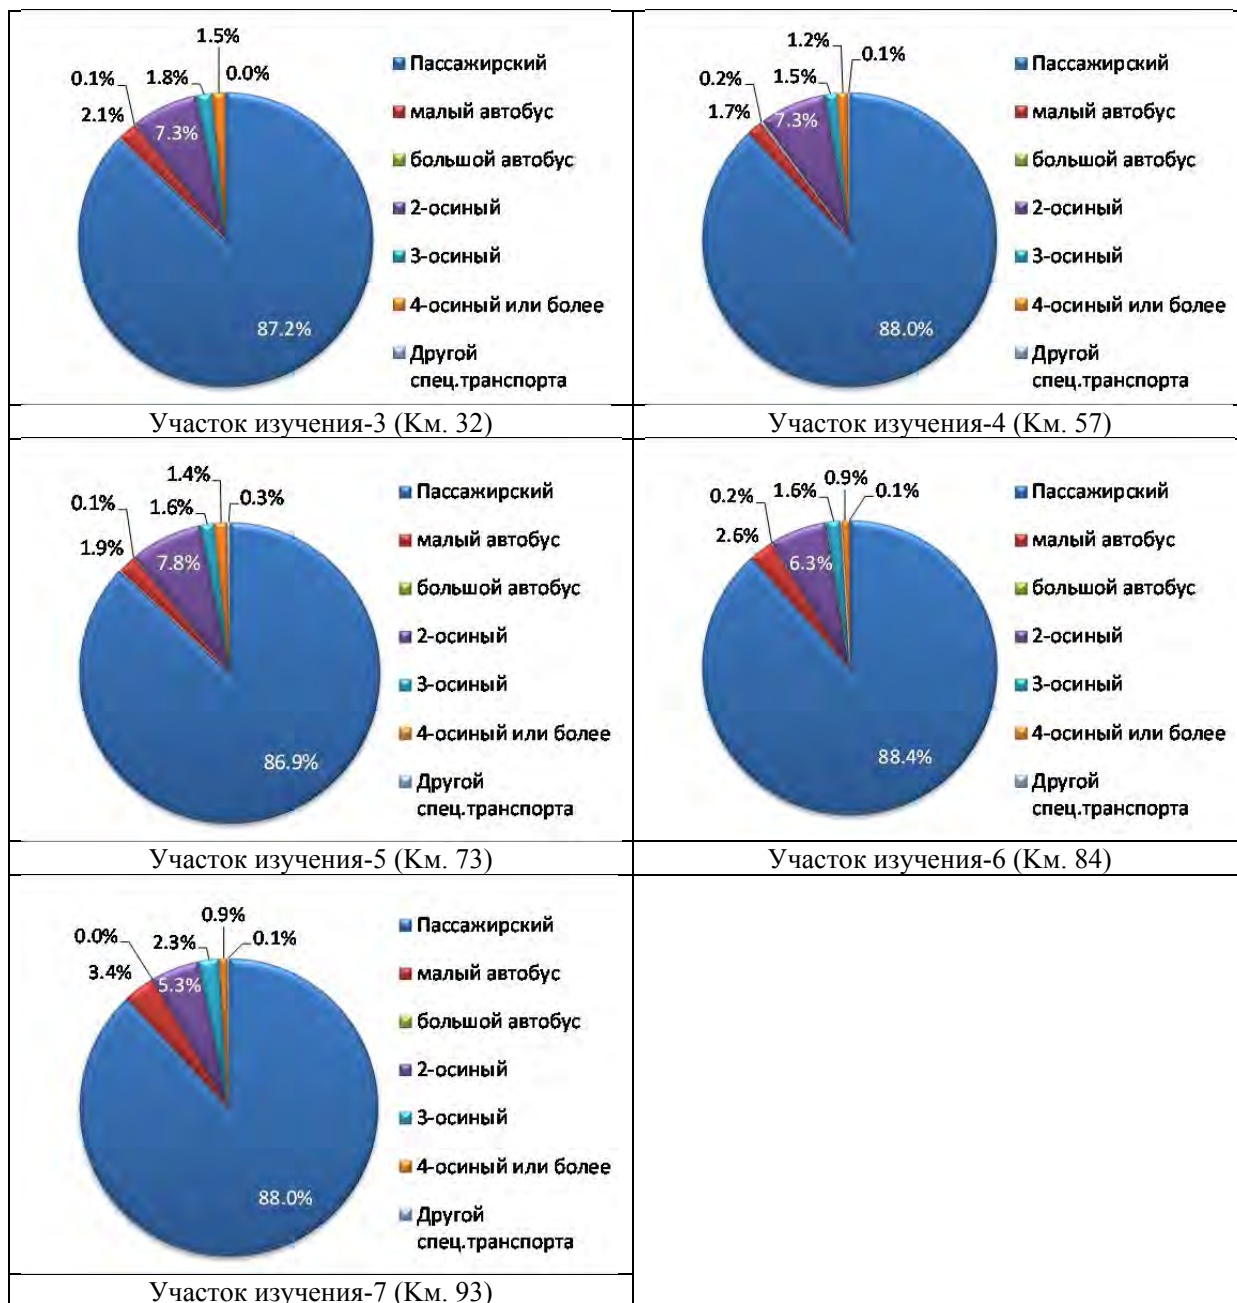 1.5%
0.1%
1.8%
0.0%
2.1%
7.3%
87.2%
Пассажирский
малый автобус
большой автобус
2-осиный
3-осиный
4-осиный или более
Другой
спец.транспорта
Участок изучения-3 (Км. 32)
1.2%
0.1%
0.2%
1.5%
1.7%
7.3%
88.0%
Пассажирский
малый автобус
большой автобус
2-осиный
3-осиный
4-осиный или более
Другой
спец.транспорта
Участок изучения-4 (Км. 57)
1.4%
0.1%
1.6%
0.3%
1.9%
7.8%
86.9%
Пассажирский
малый автобус
большой автобус
2-осиный
3-осиный
4-осиный или более
Другой
спец.транспорта
Участок изучения-5 (Км. 73)
0.9%
0.2%
1.6%
0.1%
2.6%
6.3%
88.4%
Пассажирский
малый автобус
большой автобус
2-осиный
3-осиный
4-осиный или более
Другой
спец.транспорта
Участок изучения-6 (Км. 84)
0.9%
0.0%
2.3%
0.1%
3.4%
5.3%
88.0%
Пассажирский
малый автобус
большой автобус
2-осиный
3-осиный
4-осиный или более
Другой
спец.транспорта
Участок изучения-7 (Км. 93)